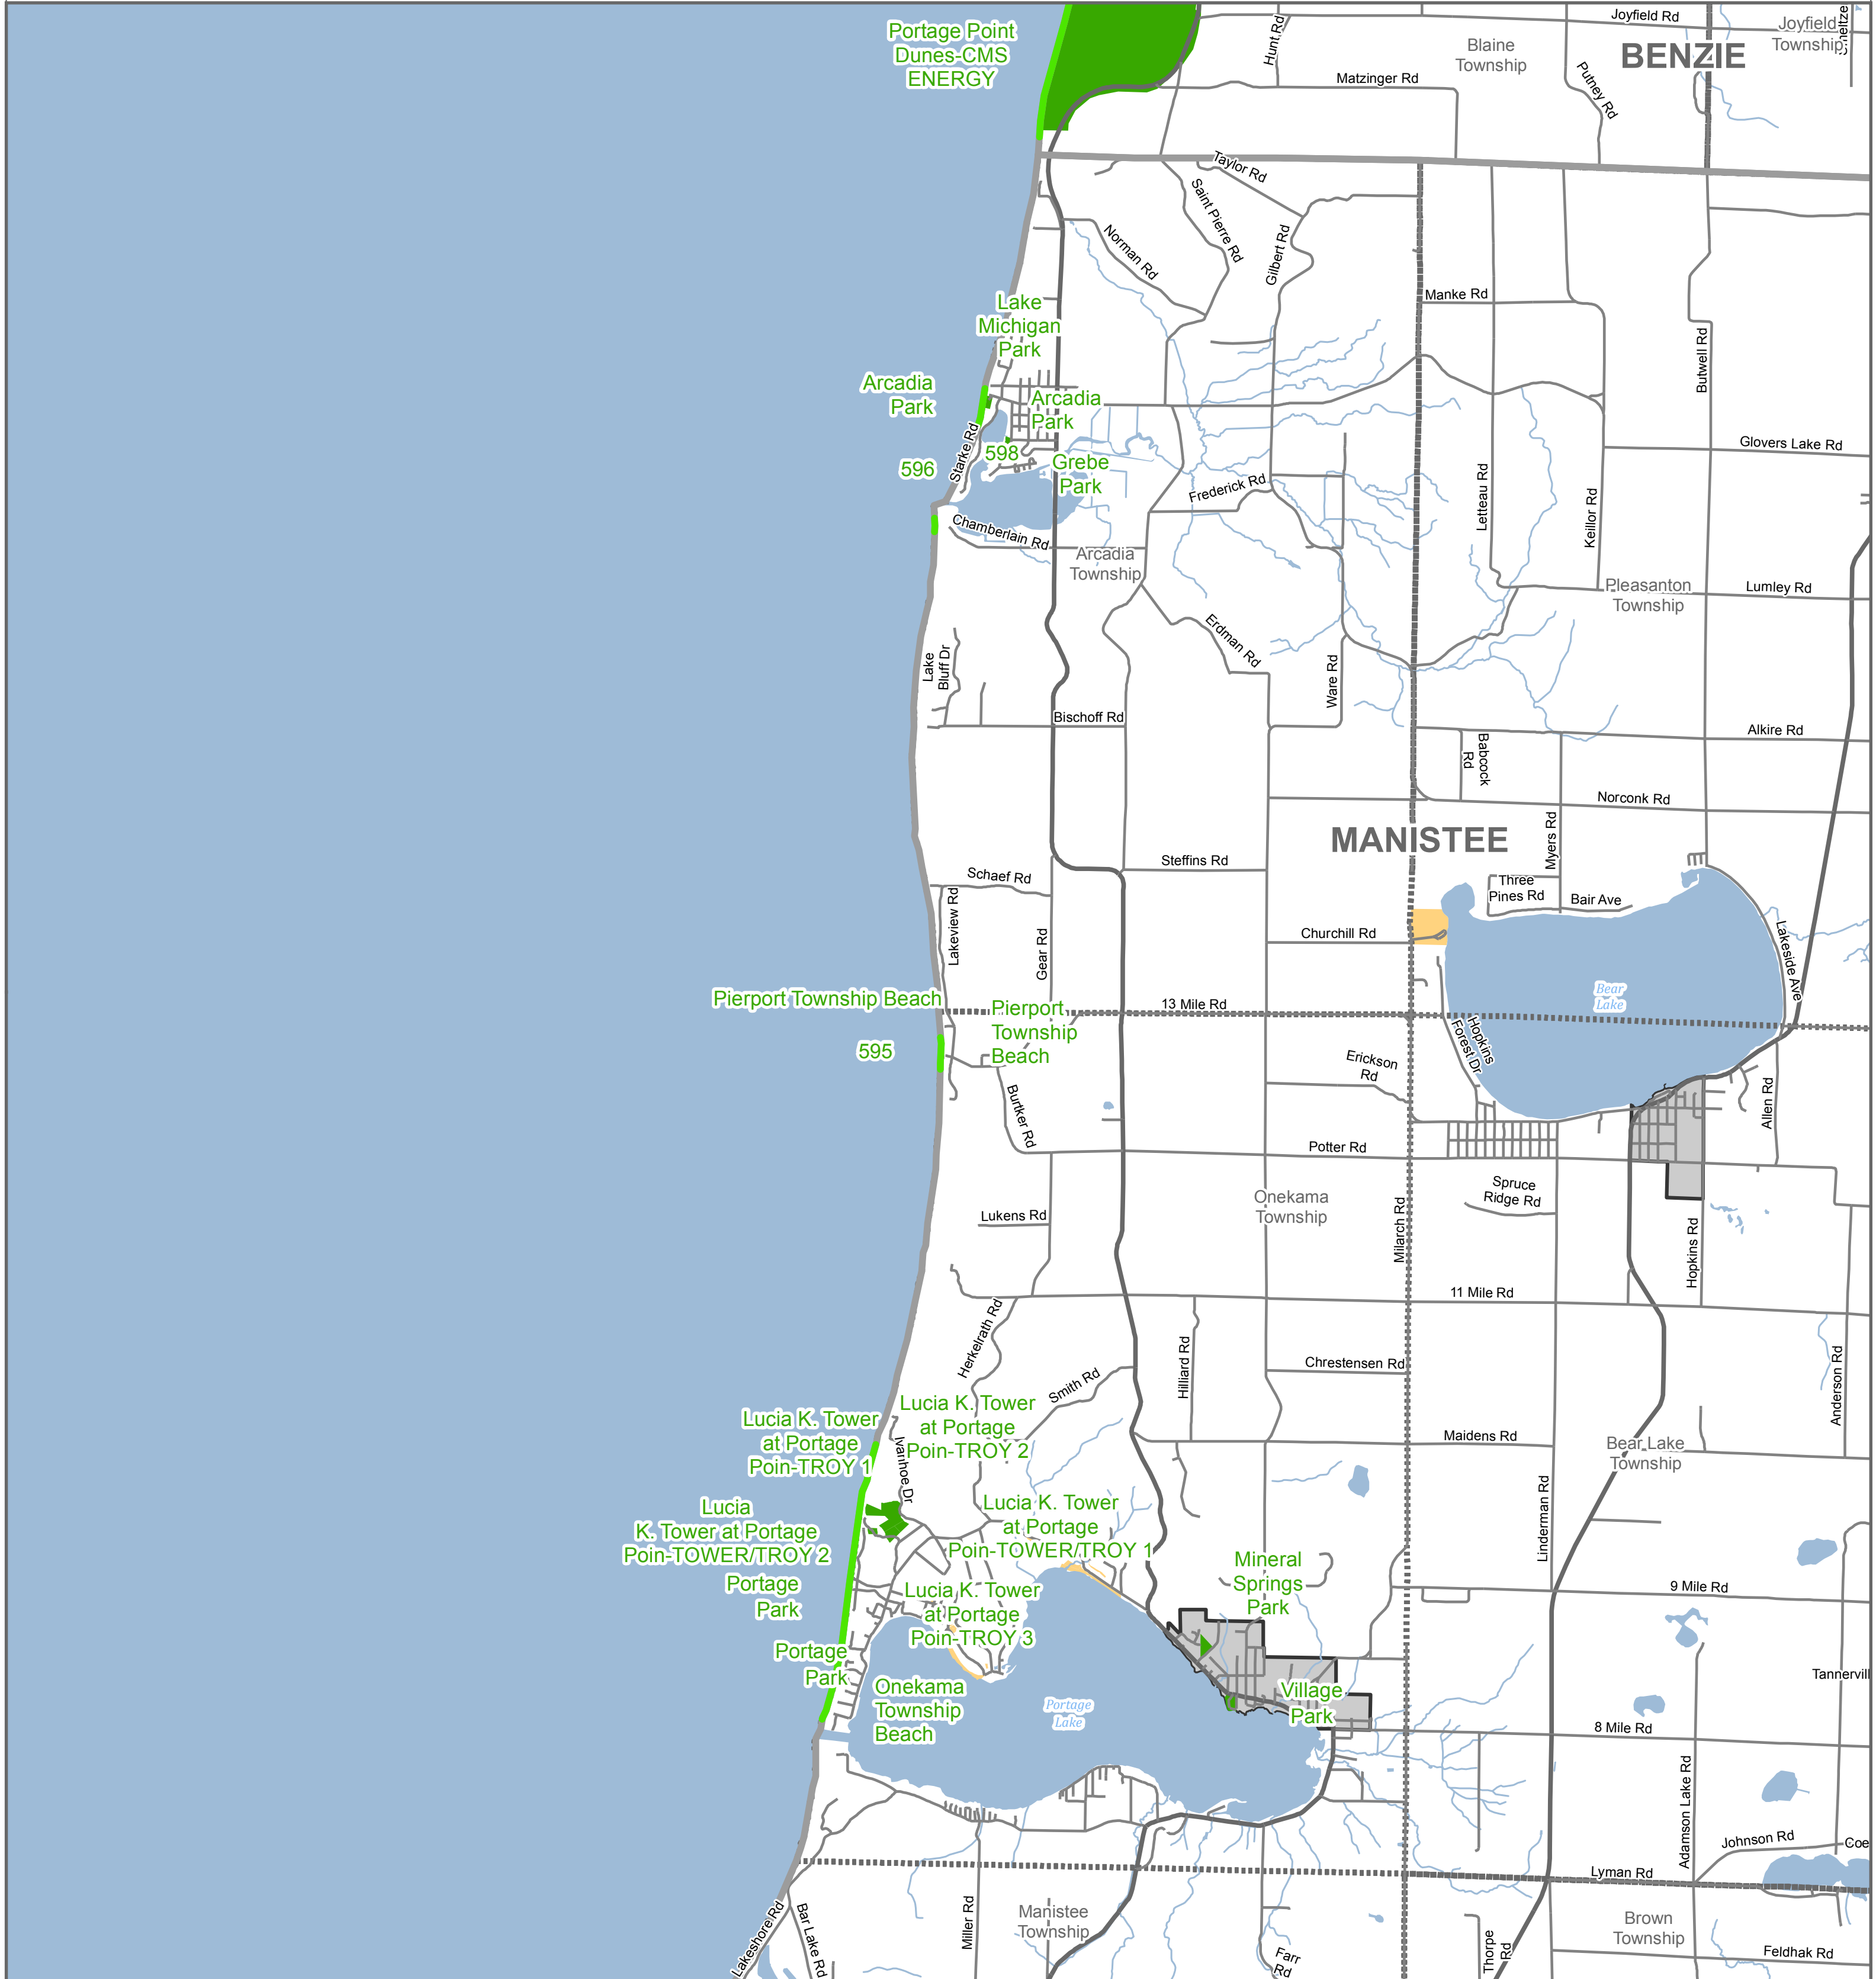 Portage Point
Dunes-CMS
ENERGY
Hunt Rd
Joyfield Rd
Joyfield
Township
Blaine
Township
BENZIE
Matzinger Rd
Putney Rd
Taylor Rd
Saint Pierre Rd
Norman Rd
Gilbert Rd
Manke Rd
Butwell Rd
Lake
Michigan
Park
Arcadia
Park
Arcadia
Park
Starke Rd
596
598
Grebe
Park
Glovers Lake Rd
Letteau Rd
Keillor Rd
Frederick Rd
Chamberlain Rd
Arcadia
Township
Pleasanton
Township
Lumley Rd
Erdman Rd
Ware Rd
Lake
Bluff Dr
Bischoff Rd
Alkire Rd
Babcock
Rd
Norconk Rd
MANISTEE
Myers Rd
Steffins Rd
Schaef Rd
Three
Pines Rd
Bair Ave
Lakeview Rd
Gear Rd
Churchill Rd
Lakeside Ave
Bear
Lake
Pierport Township Beach
Pierport
Township
Beach
13 Mile Rd
595
Hopkins
Forest Dr
Erickson
Rd
Burtker Rd
Allen Rd
Potter Rd
Onekama
Township
Spruce
Ridge Rd
Lukens Rd
Milarch Rd
Hopkins Rd
11 Mile Rd
Herkelrath Rd
Hilliard Rd
Chrestensen Rd
Anderson Rd
Smith Rd
Lucia K. Tower
at Portage
Poin-TROY 2
Lucia K. Tower
at Portage
Poin-TROY 1
Ivanhoe Dr
Maidens Rd
Bear Lake
Township
Linderman Rd
Lucia
K. Tower at Portage
Poin-TOWER/TROY 2
Lucia K. Tower
at Portage
Poin-TOWER/TROY 1
Mineral
Springs
Park
Portage
Park
Lucia K. Tower
at Portage
Poin-TROY 3
9 Mile Rd
Portage
Park
Onekama
Township
Beach
Portage
Lake
Village
Park
Tannervill
8 Mile Rd
Adamson Lake Rd
Johnson Rd
Coe
Lyman Rd
Lakeshore Rd
Bar Lake Rd
Miller Rd
Manistee
Township
Farr
Rd
Thorpe
Rd
Brown
Township
Feldhak Rd